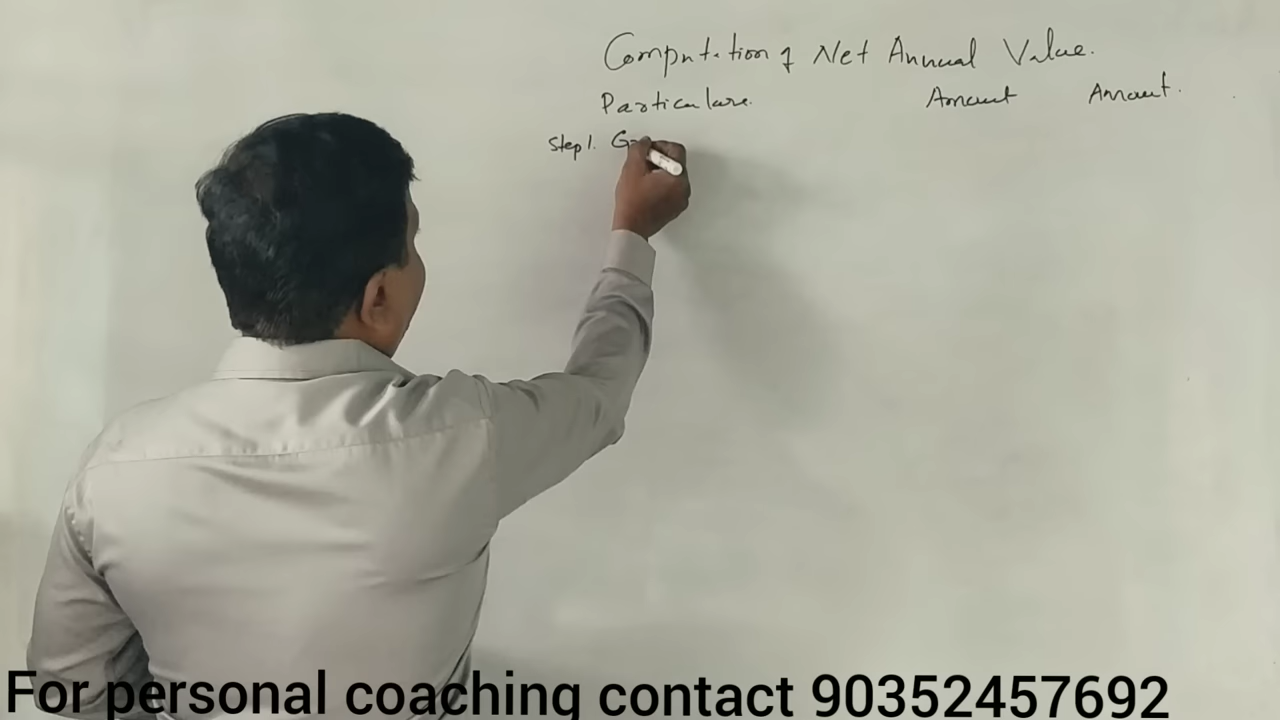 Computation of Net Annual Value.
Particulars. Amount Amount.
Step 1. G
For personal coaching contact 90352457692